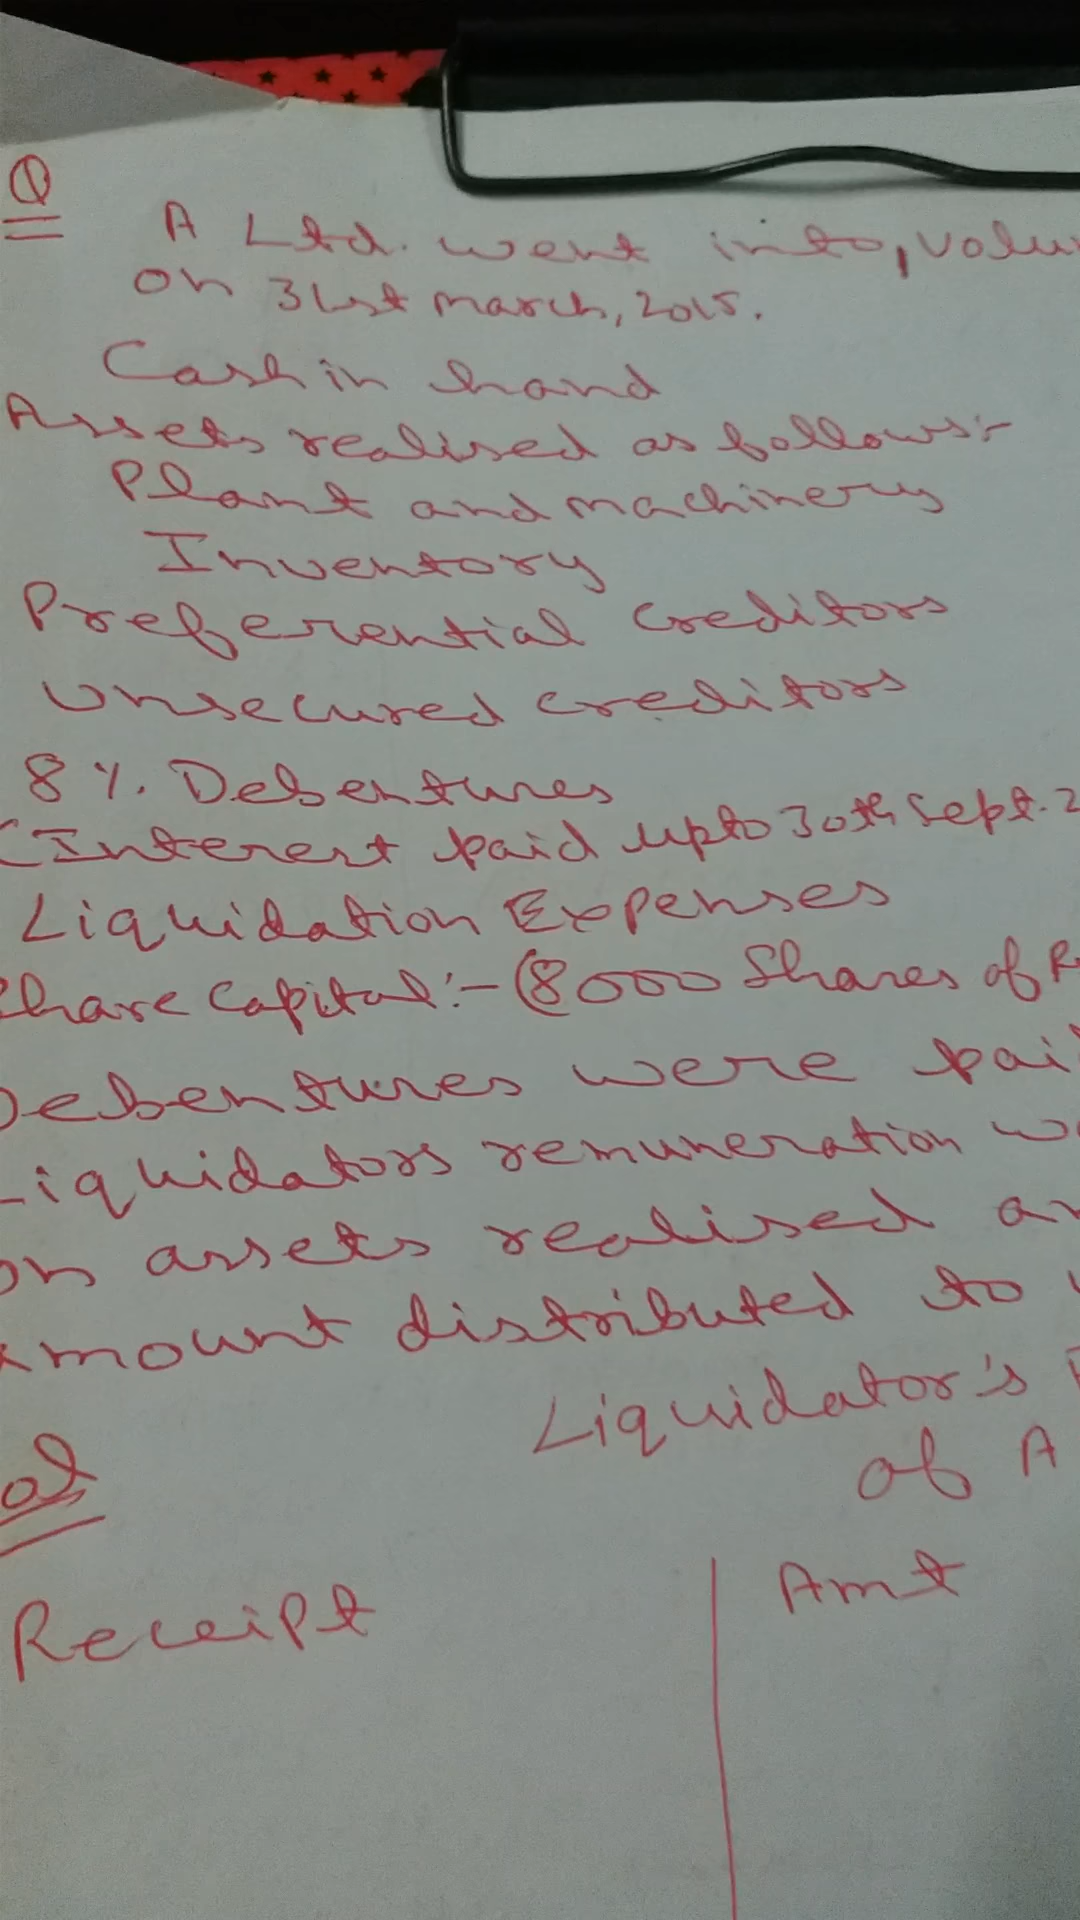 Q
A Ltd. went into, volu
on 31st march, 2015.
Cash in hand
Assets realised as follows:-
Plant and machinery
Inventory
Preferential creditors
Unsecured creditors
8%. Debentures
(Interest paid upto 30th Sept. 2
Liquidation Expenses
Share Capital:- (8000 Shares of R
Debentures were pai
Liquidators remuneration w
on assets realised an
amount distributed to
Liquidator's
of A
Receipt
Amt